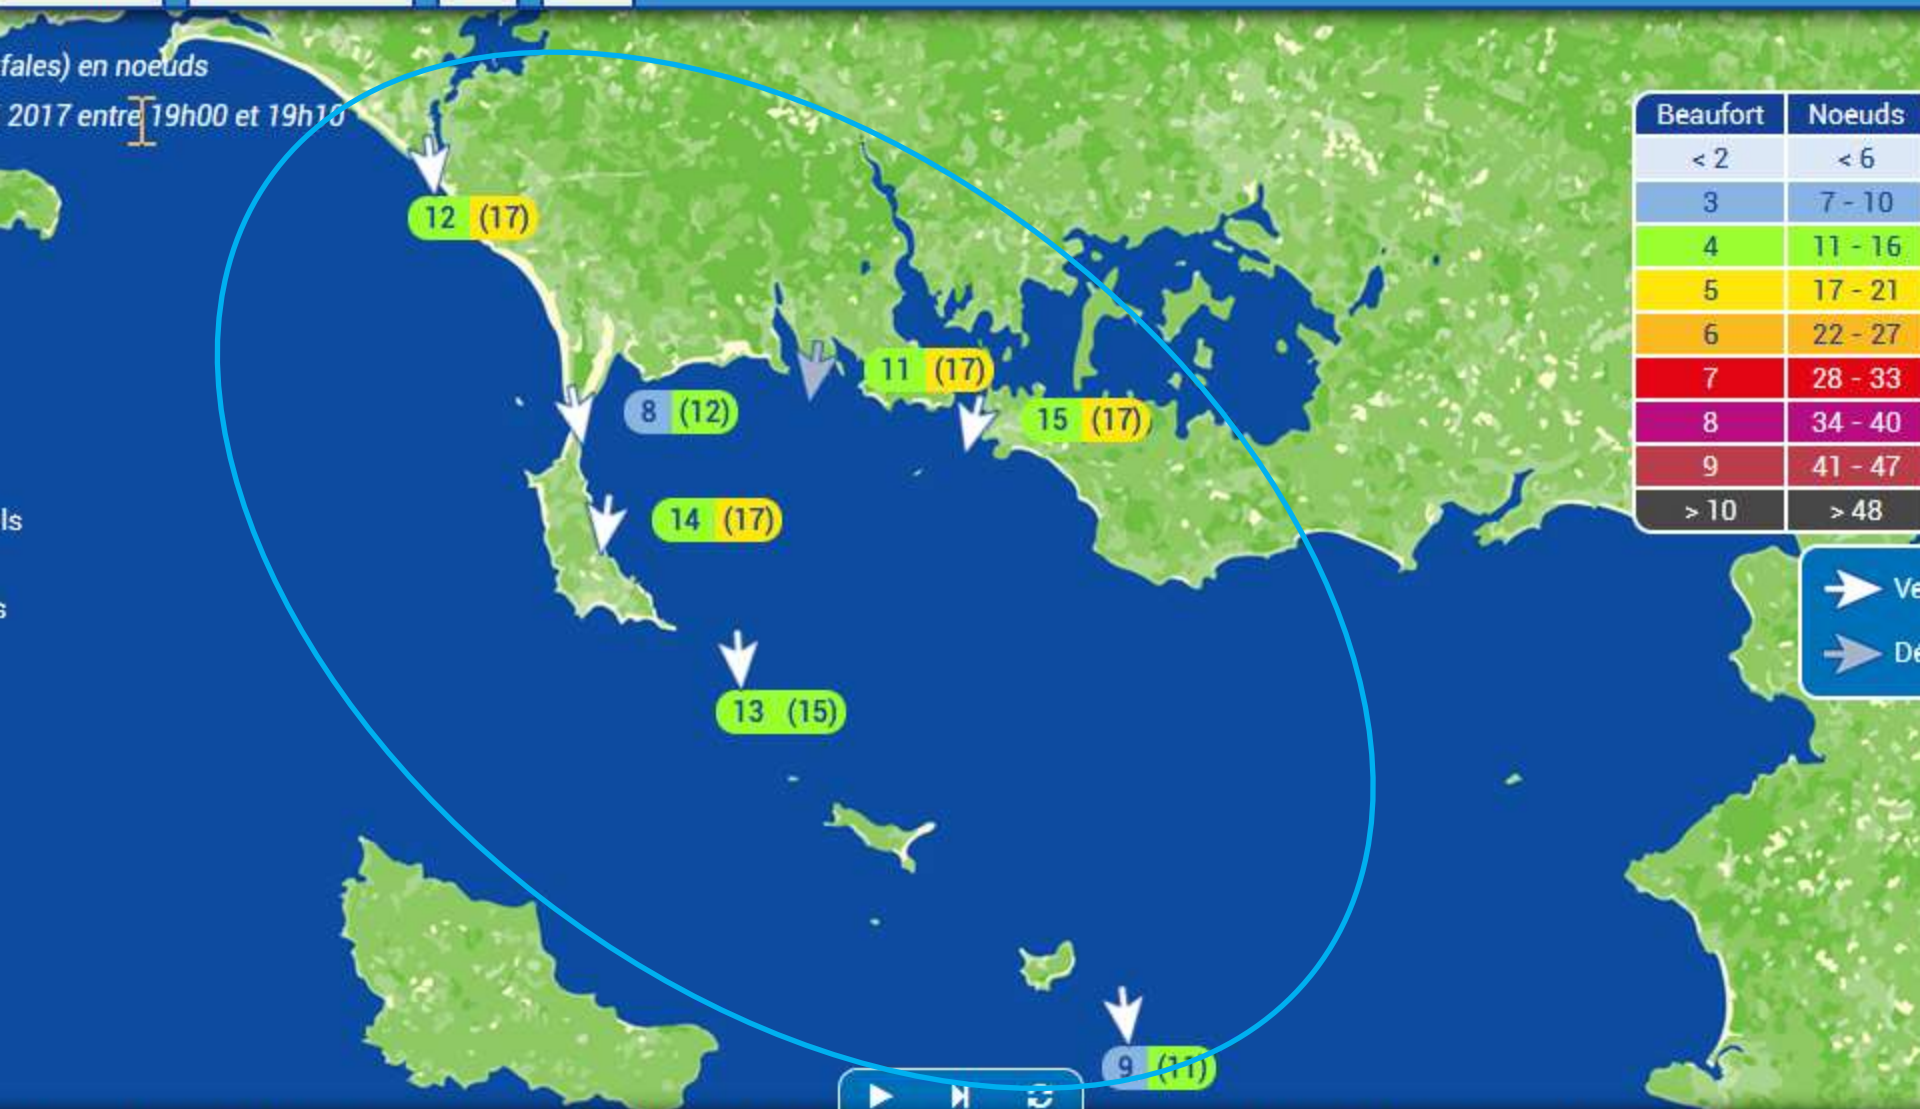 fales) en noeuds
2017 entre 19h00 et 19h10
ls
s
12 (17)
8 (12)
11 (17)
15 (17)
14 (17)
13 (15)
9 (11)
Beaufort Noeuds
< 2 < 6
3 7 - 10
4 11 - 16
5 17 - 21
6 22 - 27
7 28 - 33
8 34 - 40
9 41 - 47
> 10 > 48
Ve
Dé